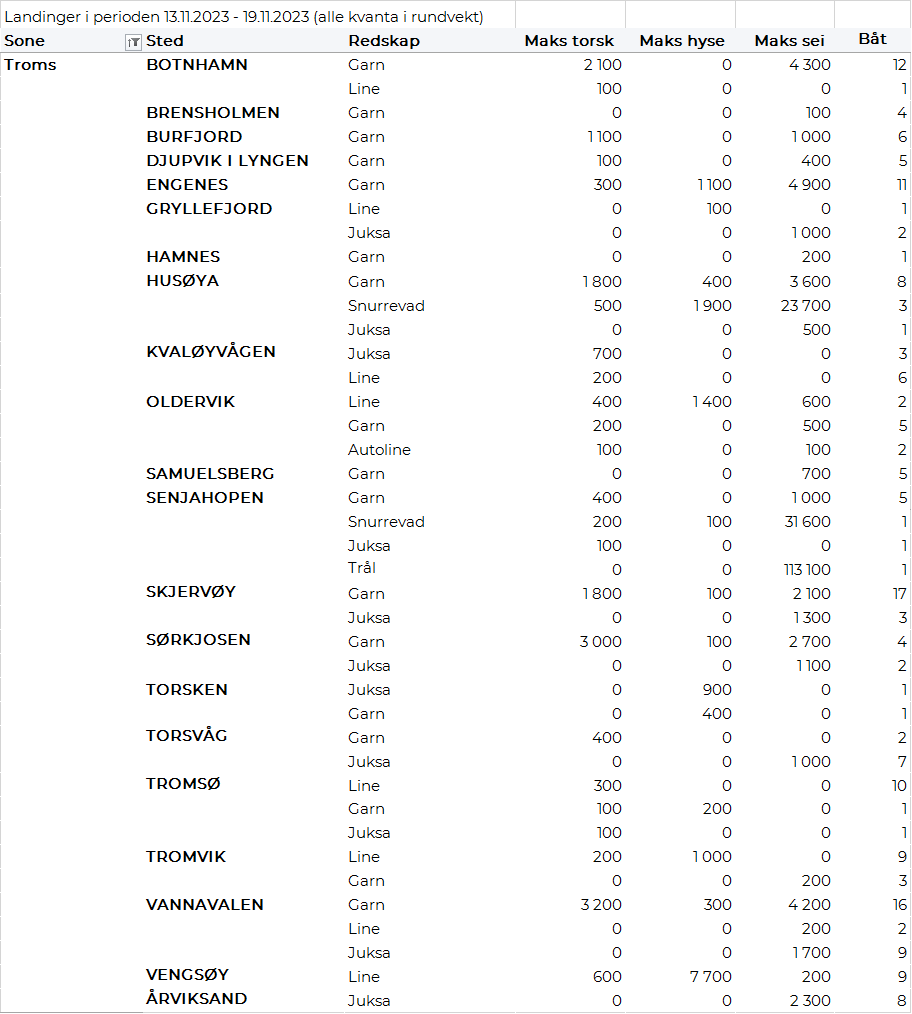 Landinger i perioden 13.11.2023 - 19.11.2023 (alle kvanta i rundvekt)
Sone Sted Redskap Maks torsk Maks hyse Maks sei Båt
Troms BOTNHAMN Garn 2 100 0 4 300 12
Line 100 0 0 1
BRENSHOLMEN Garn 0 0 100 4
BURFJORD Garn 1 100 0 1 000 6
DJUPVIK I LYNGEN Garn 100 0 400 5
ENGENES Garn 300 1 100 4 900 11
GRYLLEFJORD Line 0 100 0 1
Juksa 0 0 1 000 2
HAMNES Garn 0 0 200 1
HUSØYA Garn 1 800 400 3 600 8
Snurrevad 500 1 900 23 700 3
Juksa 0 0 500 1
KVALØYVÅGEN Juksa 700 0 0 3
Line 200 0 0 6
OLDERVIK Line 400 1 400 600 2
Garn 200 0 500 5
Autoline 100 0 100 2
SAMUELSBERG Garn 0 0 700 5
SENJAHOPEN Garn 400 0 1 000 5
Snurrevad 200 100 31 600 1
Juksa 100 0 0 1
Trål 0 0 113 100 1
SKJERVØY Garn 1 800 100 2 100 17
Juksa 0 0 1 300 3
SØRKJOSEN Garn 3 000 100 2 700 4
Juksa 0 0 1 100 2
TORSKEN Juksa 0 900 0 1
Garn 0 400 0 1
TORSVÅG Garn 400 0 0 2
Juksa 0 0 1 000 7
TROMSØ Line 300 0 0 10
Garn 100 200 0 1
Juksa 100 0 0 1
TROMVIK Line 200 1 000 0 9
Garn 0 0 200 3
VANNAVALEN Garn 3 200 300 4 200 16
Line 0 0 200 2
Juksa 0 0 1 700 9
VENGSØY Line 600 7 700 200 9
ÅRVIKSAND Juksa 0 0 2 300 8